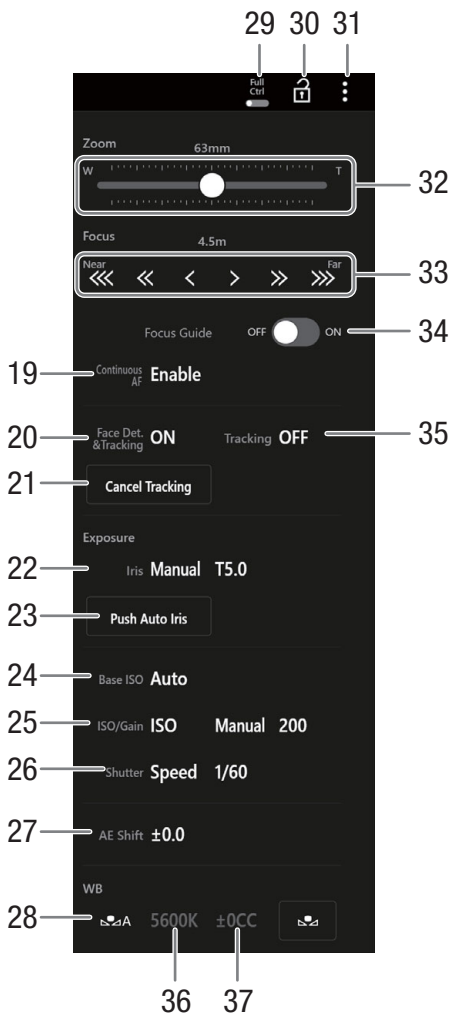 29 30 31
Full
Ctrl
Zoom
63mm
W T
32
Focus
4.5m
Near Far
33
Focus Guide OFF ON 34
19 Continuous
AF Enable
20 Face Det.
&Tracking ON Tracking OFF 35
21 Cancel Tracking
Exposure
22 Iris Manual T5.0
23 Push Auto Iris
24 Base ISO Auto
25 ISO/Gain ISO Manual 200
26 Shutter Speed 1/60
27 AE Shift ±0.0
WB
28 A 5600K ±0CC
36 37